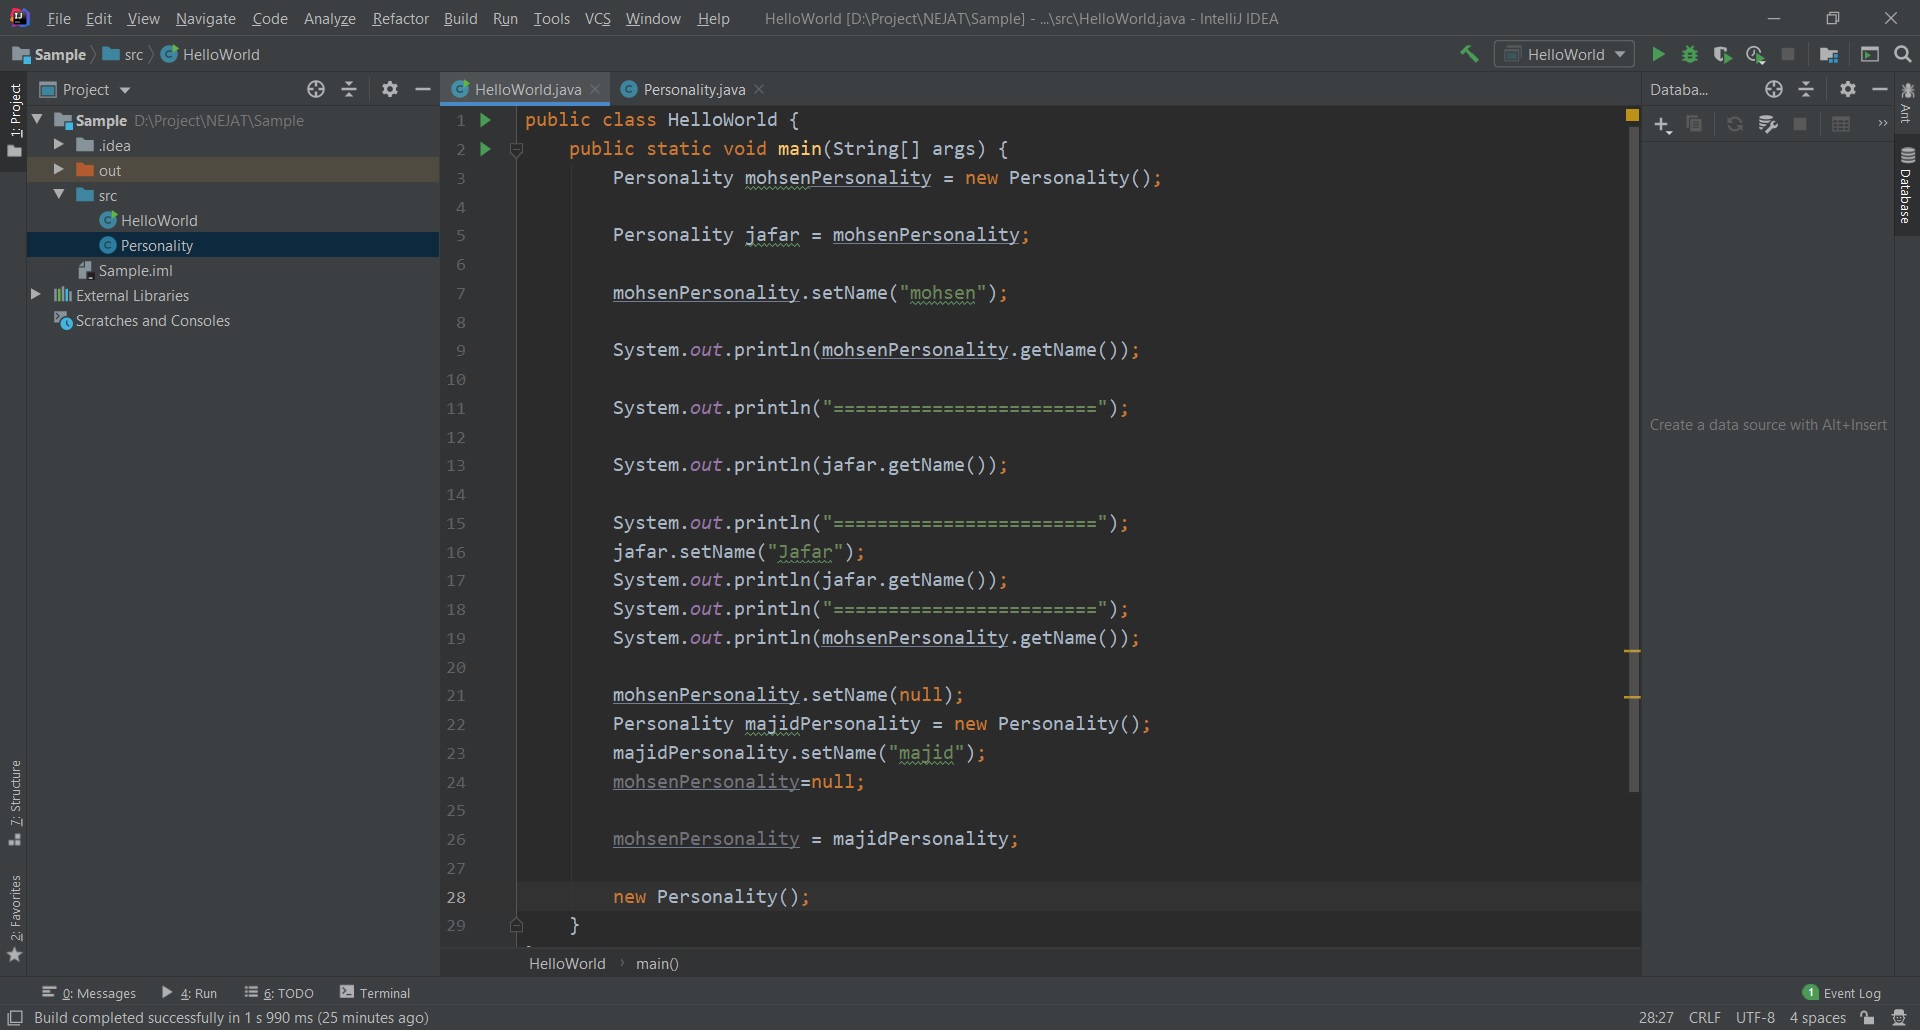 File Edit View Navigate Code Analyze Refactor Build Run Tools VCS Window Help HelloWorld [D:\Project\NEJAT\Sample] - ...\src\HelloWorld.java - IntelliJ IDEA
Sample src HelloWorld HelloWorld
1: Project
Project
Sample D:\Project\NEJAT\Sample
.idea
out
src
HelloWorld
Personality
Sample.iml
External Libraries
Scratches and Consoles
7: Structure
2: Favorites
HelloWorld.java Personality.java
1 public class HelloWorld {
2 public static void main(String[] args) {
3 Personality mohsenPersonality = new Personality();
4
5 Personality jafar = mohsenPersonality;
6
7 mohsenPersonality.setName("mohsen");
8
9 System.out.println(mohsenPersonality.getName());
10
11 System.out.println("========================");
12
13 System.out.println(jafar.getName());
14
15 System.out.println("========================");
16 jafar.setName("Jafar");
17 System.out.println(jafar.getName());
18 System.out.println("========================");
19 System.out.println(mohsenPersonality.getName());
20
21 mohsenPersonality.setName(null);
22 Personality majidPersonality = new Personality();
23 majidPersonality.setName("majid");
24 mohsenPersonality=null;
25
26 mohsenPersonality = majidPersonality;
27
28 new Personality();
29 }
HelloWorld › main()
Databa...
Create a data source with Alt+Insert
Ant
Database
0: Messages 4: Run 6: TODO Terminal 1 Event Log
Build completed successfully in 1 s 990 ms (25 minutes ago) 28:27 CRLF UTF-8 4 spaces